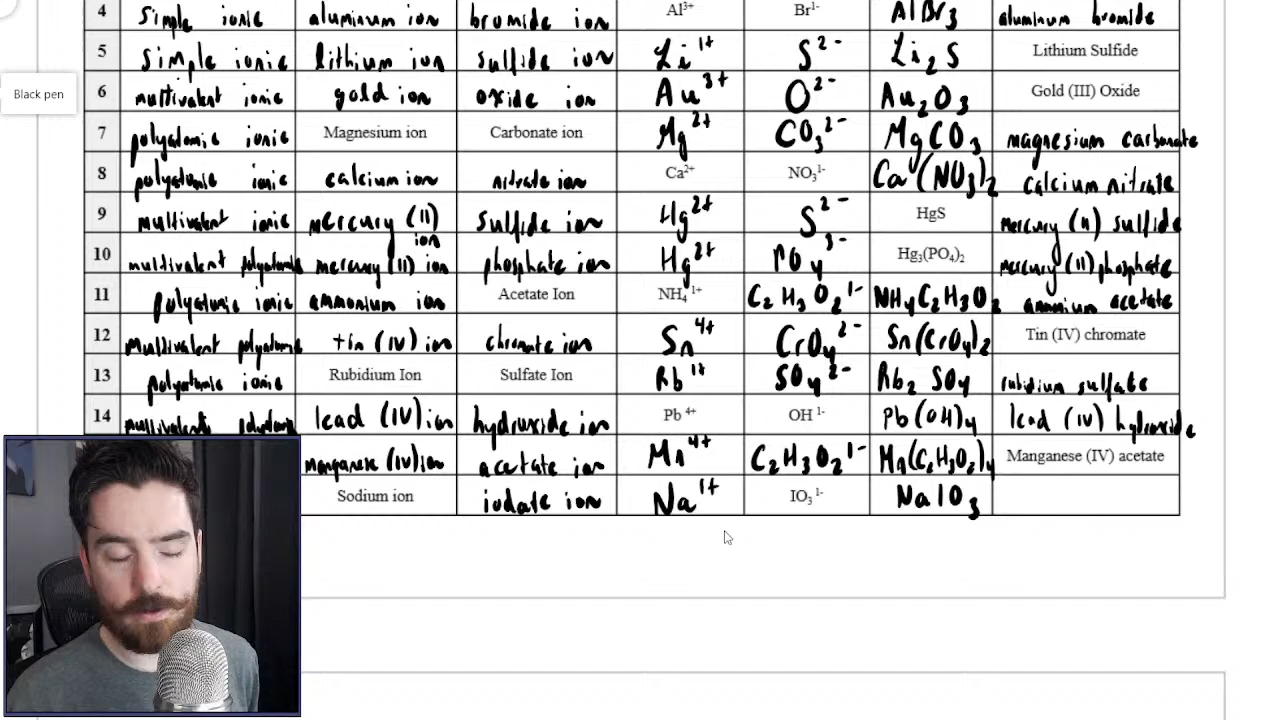 4 simple ionic aluminum ion bromide ion Al3+ Br1- AlBr3 aluminum bromide
Black pen
5 simple ionic lithium ion sulfide ion Li1+ S2- Li2S Lithium Sulfide
6 multivalent ionic gold ion oxide ion Au3+ O2- Au2O3 Gold (III) Oxide
7 polyatomic ionic Magnesium ion Carbonate ion Mg2+ CO32- MgCO3 magnesium carbonate
8 polyatomic ionic calcium ion nitrate ion Ca2+ NO31- Ca(NO3)2 calcium nitrate
9 multivalent ionic mercury (II) ion sulfide ion Hg2+ S2- HgS mercury (II) sulfide
10 multivalent polyatomic mercury (II) ion phosphate ion Hg2+ PO43- Hg3(PO4)2 mercury (II) phosphate
11 polyatomic ionic ammonium ion Acetate Ion NH41+ C2H3O21- NH4C2H3O2 ammonium acetate
12 multivalent polyatomic tin (IV) ion chromate ion Sn4+ CrO42- Sn(CrO4)2 Tin (IV) chromate
13 polyatomic ionic Rubidium Ion Sulfate Ion Rb1+ SO42- Rb2SO4 rubidium sulfate
14 multivalent polyatomic lead (IV) ion hydroxide ion Pb4+ OH1- Pb(OH)4 lead (IV) hydroxide
manganese (IV) ion acetate ion Mn4+ C2H3O21- Mn(C2H3O2)4 Manganese (IV) acetate
Sodium ion iodate ion Na1+ IO31- NaIO3